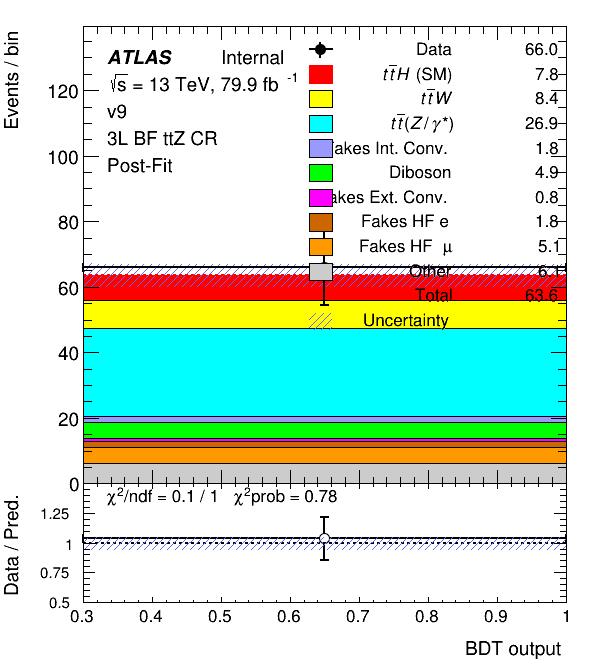 Events / bin
ATLAS Internal
√s = 13 TeV, 79.9 fb⁻¹
v9
3L BF ttZ CR
Post-Fit
Data 66.0
tt̄H (SM) 7.8
tt̄W 8.4
tt̄(Z/γ*) 26.9
akes Int. Conv. 1.8
Diboson 4.9
akes Ext. Conv. 0.8
Fakes HF e 1.8
Fakes HF μ 5.1
Other 6.1
Total 63.6
Uncertainty
120
100
80
60
40
20
0
χ²/ndf = 0.1 / 1 χ²prob = 0.78
Data / Pred.
1.25
1
0.75
0.5
0.3 0.4 0.5 0.6 0.7 0.8 0.9 1
BDT output